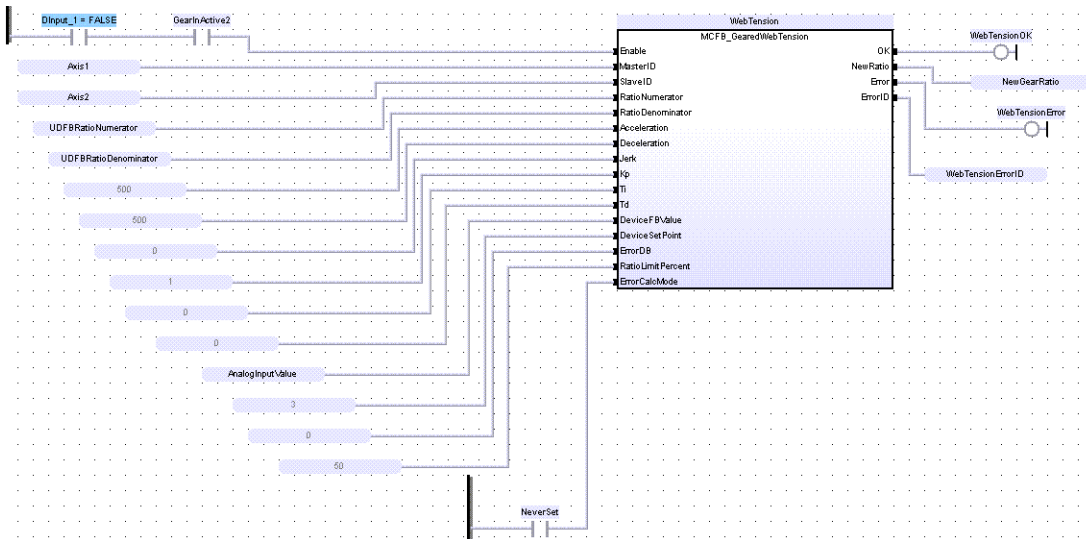 WebTension
DInput_1 = FALSE
GearInActive2
MCFB_GearedWebTension
WebTensionOK
Enable
OK
Axis1
MasterID
NewRatio
NewGearRatio
SlaveID
Error
Axis2
RatioNumerator
ErrorID
RatioDenominator
WebTensionError
UDFBRatioNumerator
Acceleration
Deceleration
UDFBRatioDenominator
Jerk
Kp
WebTensionErrorID
500
Ti
Td
500
DeviceFBValue
DeviceSetPoint
0
ErrorDB
RatioLimitPercent
1
ErrorCalcMode
0
0
AnalogInputValue
3
0
50
NeverSet